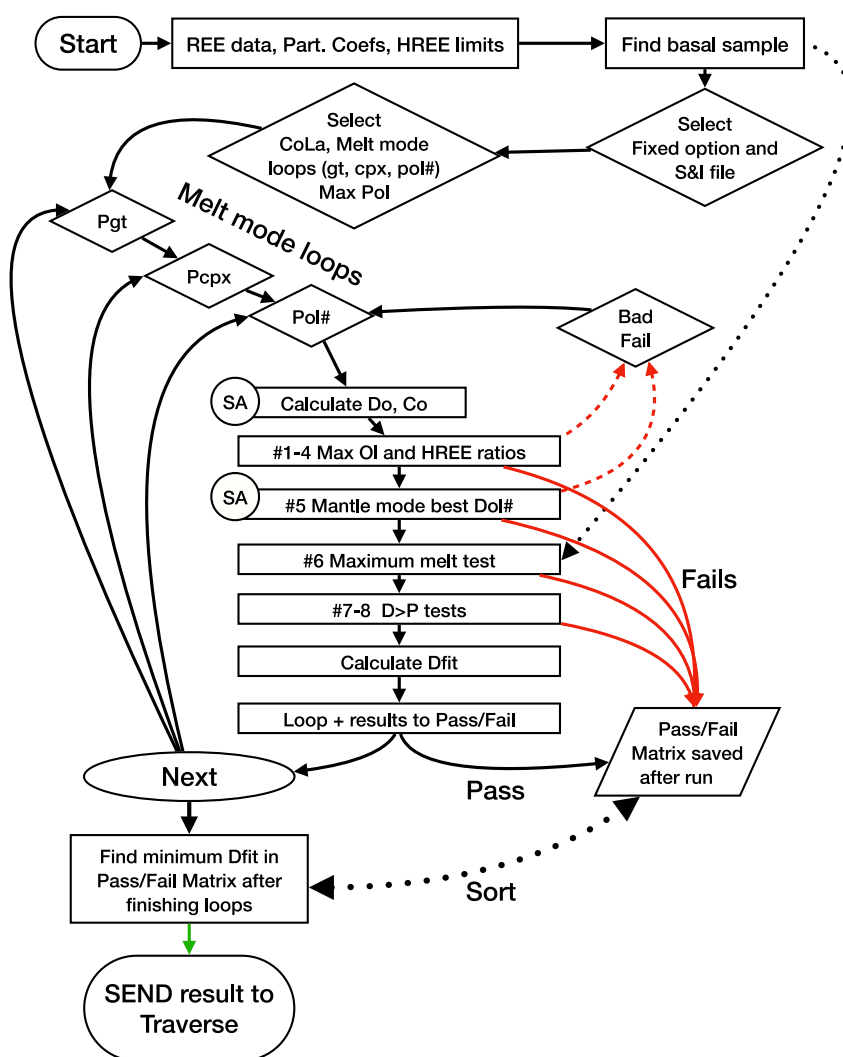 Start
REE data, Part. Coefs, HREE limits
Find basal sample
Select
CoLa, Melt mode
loops (gt, cpx, pol#)
Max Pol
Select
Fixed option and
S&I file
Melt mode loops
Pgt
Pcpx
Pol#
Bad
Fail
SA
Calculate Do, Co
#1-4 Max Ol and HREE ratios
SA
#5 Mantle mode best Dol#
#6 Maximum melt test
Fails
#7-8 D>P tests
Calculate Dfit
Loop + results to Pass/Fail
Next
Pass
Pass/Fail
Matrix saved
after run
Find minimum Dfit in
Pass/Fail Matrix after
finishing loops
Sort
SEND result to
Traverse